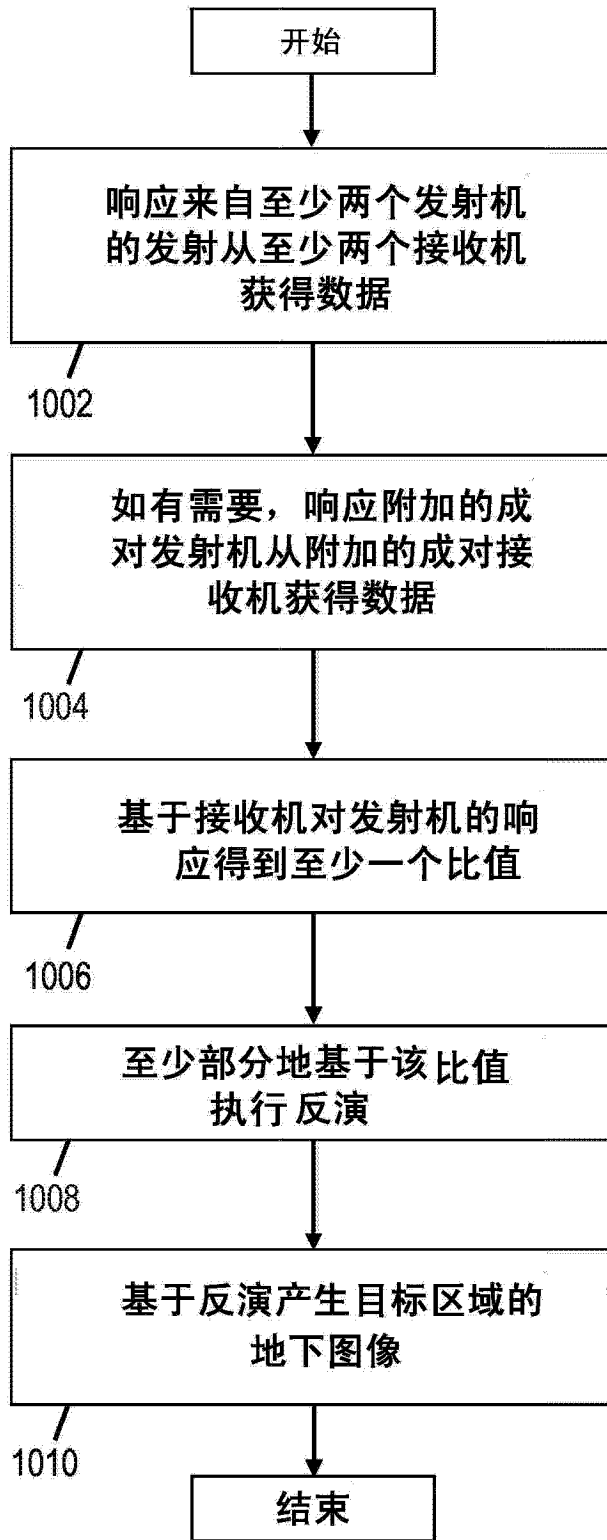 开始
响应来自至少两个发射机
的发射从至少两个接收机
获得数据
1002
如有需要，响应附加的成
对发射机从附加的成对接
收机获得数据
1004
基于接收机对发射机的响
应得到至少一个比值
1006
至少部分地基于该比值
执行反演
1008
基于反演产生目标区域的
地下图像
1010
结束